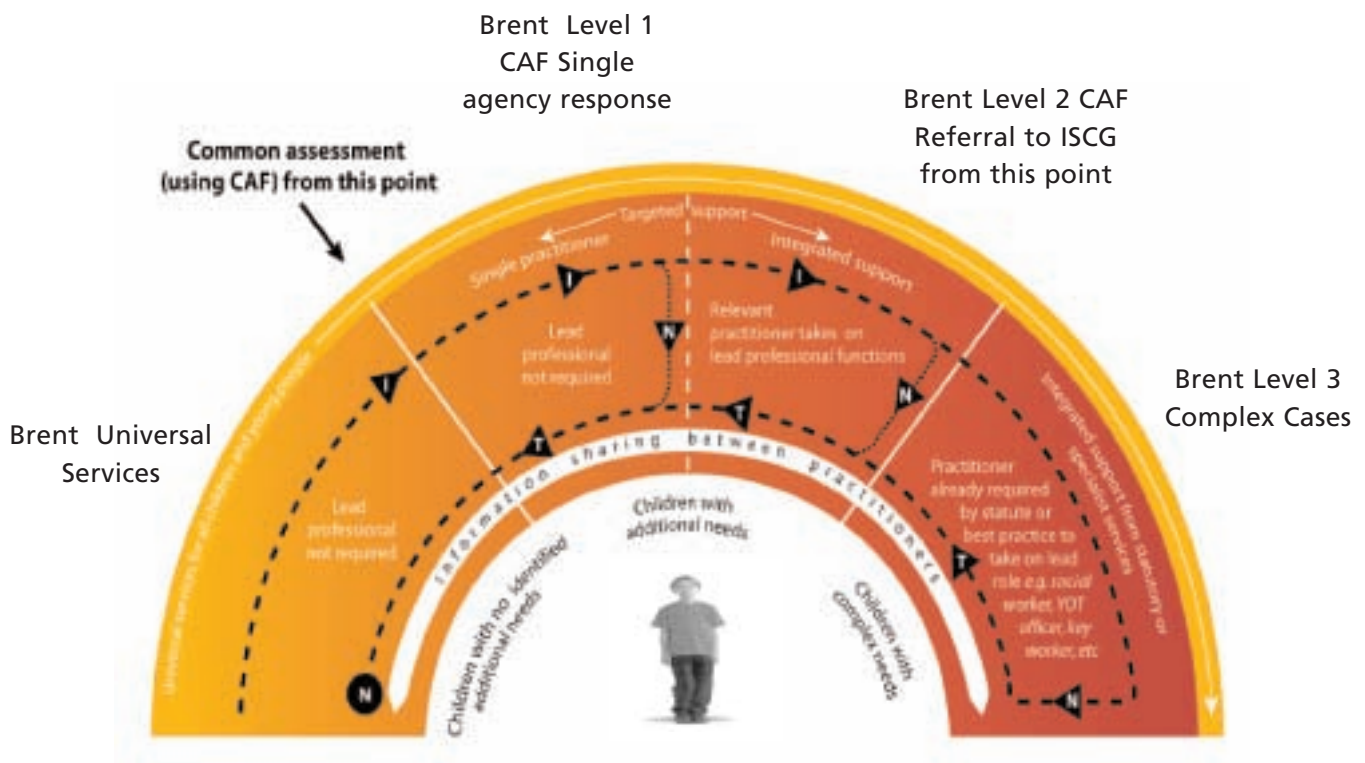 Brent Level 1
CAF Single
agency response
Brent Level 2 CAF
Referral to ISCG
from this point
Common assessment
(using CAF) from this point
Targeted support
Single practitioner
Integrated support
I
I
I
N
Lead
professional
not required
Relevant
practitioner takes on
lead professional functions
N
Brent Level 3
Complex Cases
Brent Universal
Services
Universal services for all children and young people
T
T
information sharing between practitioners
Integrated support from statutory or
specialist services
Lead
professional
not required
Practitioner
already required
by statute or
best practice to
take on lead
role e.g. social
worker, YOT
officer, key
worker, etc
T
Children with no identified
additional needs
Children with
additional needs
Children with
complex needs
N
N